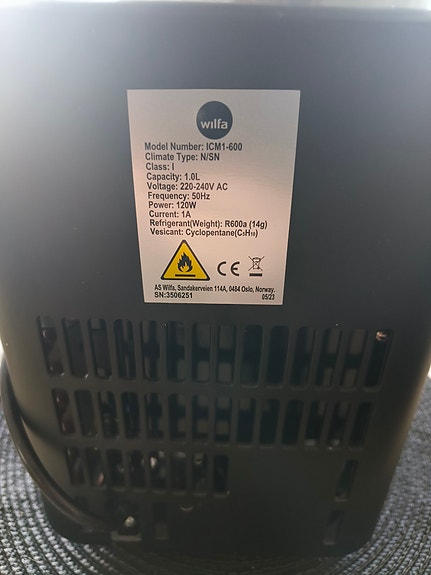 wilfa
Model Number: ICM1-600
Climate Type: N/SN
Class: I
Capacity: 1.0L
Voltage: 220-240V AC
Frequency: 50Hz
Power: 120W
Current: 1A
Refrigerant(Weight): R600a (14g)
Vesicant: Cyclopentane(C₅H₁₀)
CE
AS Wilfa, Sandakerveien 114A, 0484 Oslo, Norway.
SN:3506251 05/23